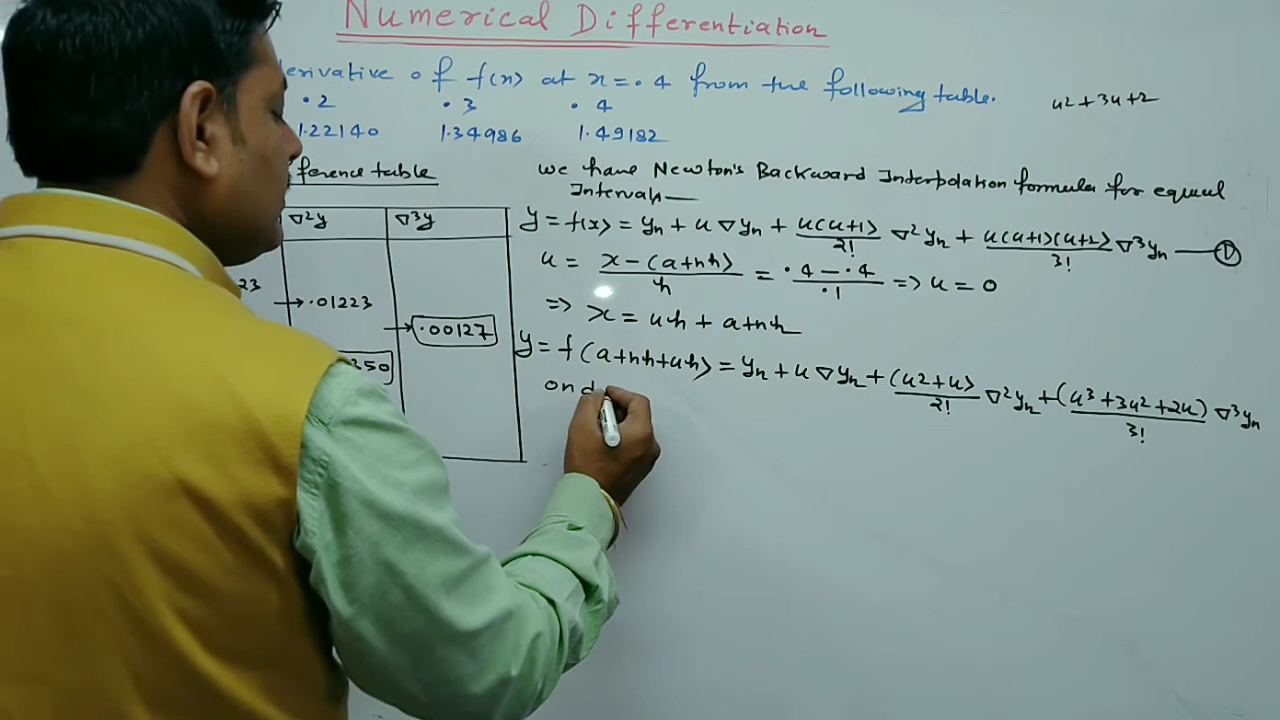 Numerical Differentiation
derivative of f(x) at x=.4 from the following table.
u2+3u+2
.2 .3 .4
1.22140 1.34986 1.49182
ference table
we have Newton's Backward Interpolation formula for equal
Intervals—
∇2y ∇3y
y=f(x)=yn+u∇yn+u(u+1)/2! ∇2yn+u(u+1)(u+2)/3! ∇3yn —①
u = x-(a+nh)/h = .4-.4/.1 => u=0
23 →.01223
=> x=uh+a+nh
→.00127
y=f(a+nh+uh)=yn+u∇yn+(u2+u)/2! ∇2yn+(u3+3u2+2u)/3! ∇3yn
350
ond